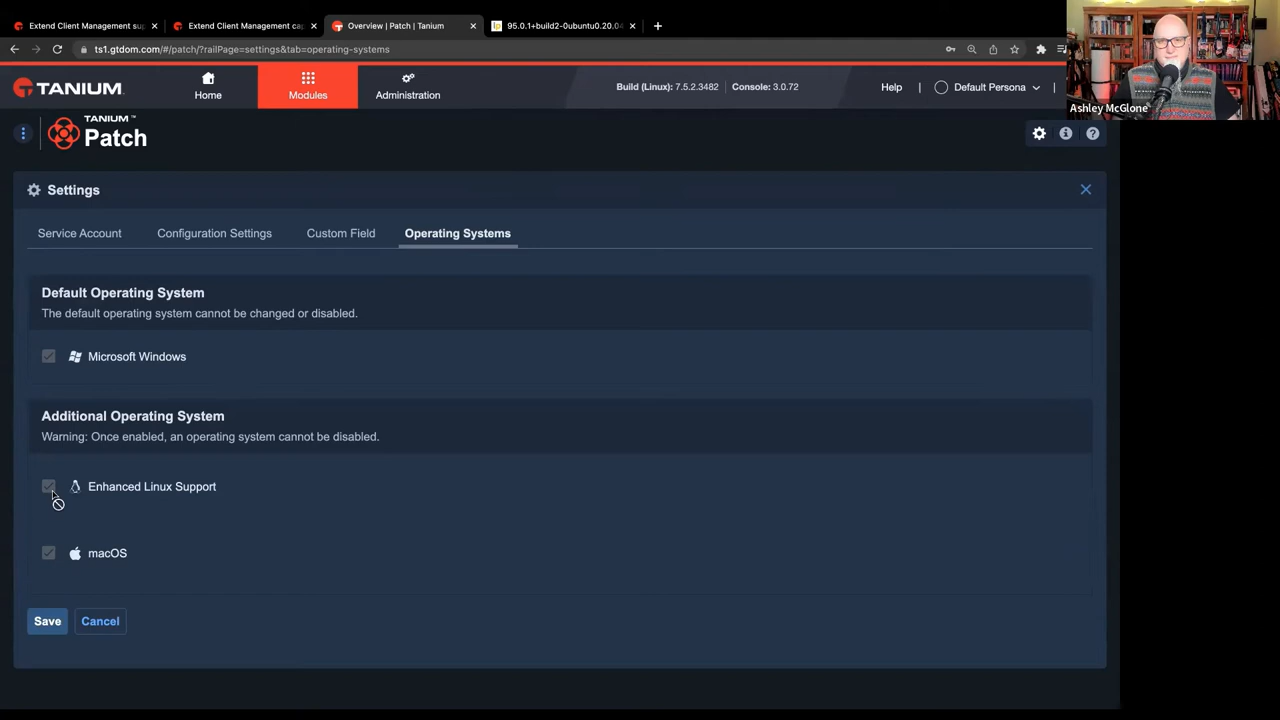 Extend Client Management su
Extend Client Management cap
Overview | Patch | Tanium
95.0.1+build2-0ubuntu0.20.04
ts1.gtdom.com/#/patch/?railPage=settings&tab=operating-systems
TANIUM
Home
Modules
Administration
Build (Linux): 7.5.2.3482
Console: 3.0.72
Help
Default Persona
Ashley McGlone
TANIUM™
Patch
Settings
Service Account
Configuration Settings
Custom Field
Operating Systems
Default Operating System
The default operating system cannot be changed or disabled.
Microsoft Windows
Additional Operating System
Warning: Once enabled, an operating system cannot be disabled.
Enhanced Linux Support
macOS
Save
Cancel